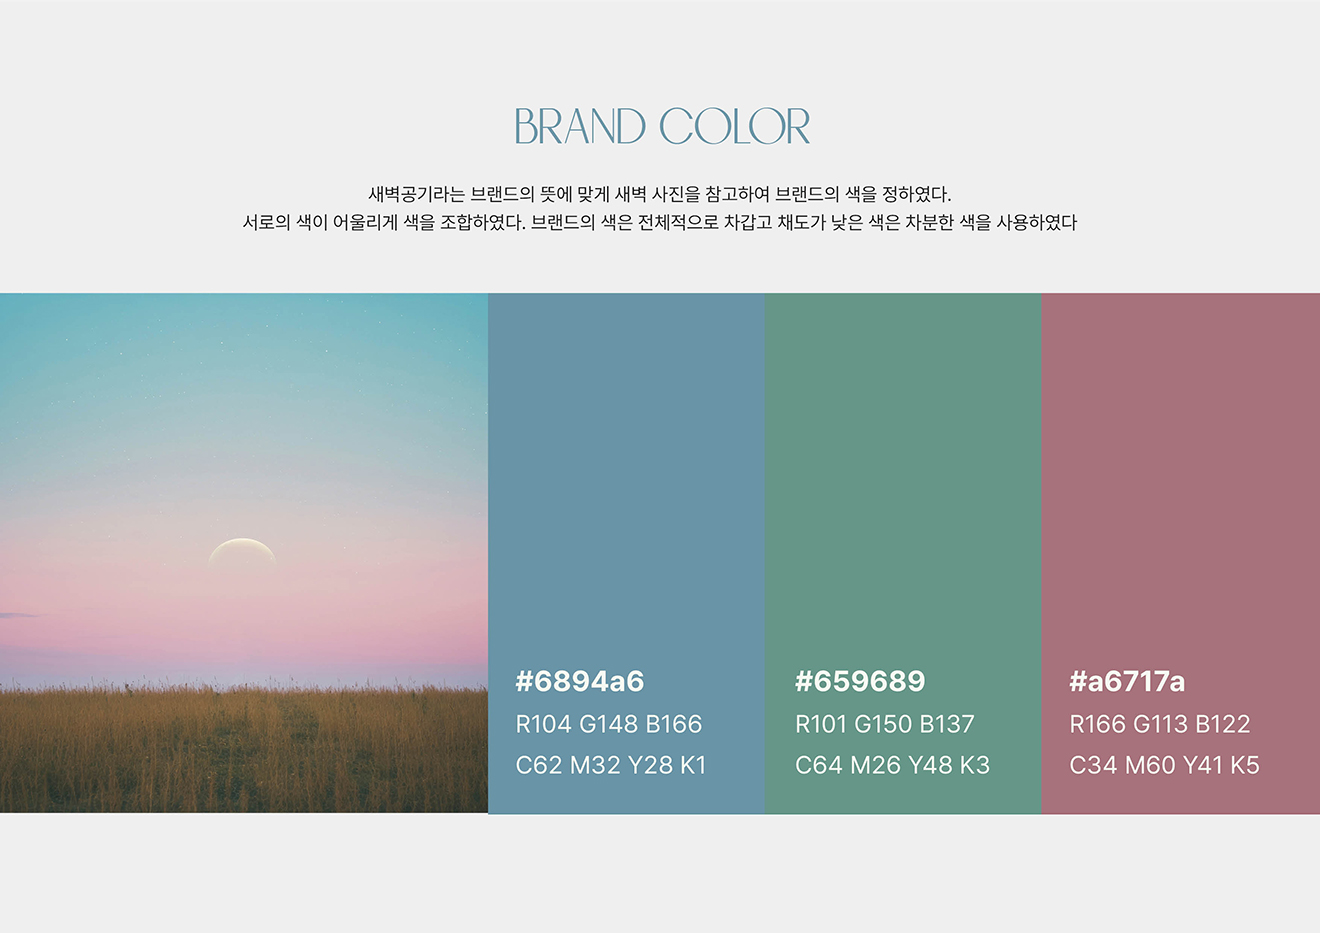 BRAND COLOR
새벽공기라는 브랜드의 뜻에 맞게 새벽 사진을 참고하여 브랜드의 색을 정하였다.
서로의 색이 어울리게 색을 조합하였다. 브랜드의 색은 전체적으로 차갑고 채도가 낮은 색은 차분한 색을 사용하였다
#6894a6
R104 G148 B166
C62 M32 Y28 K1
#659689
R101 G150 B137
C64 M26 Y48 K3
#a6717a
R166 G113 B122
C34 M60 Y41 K5